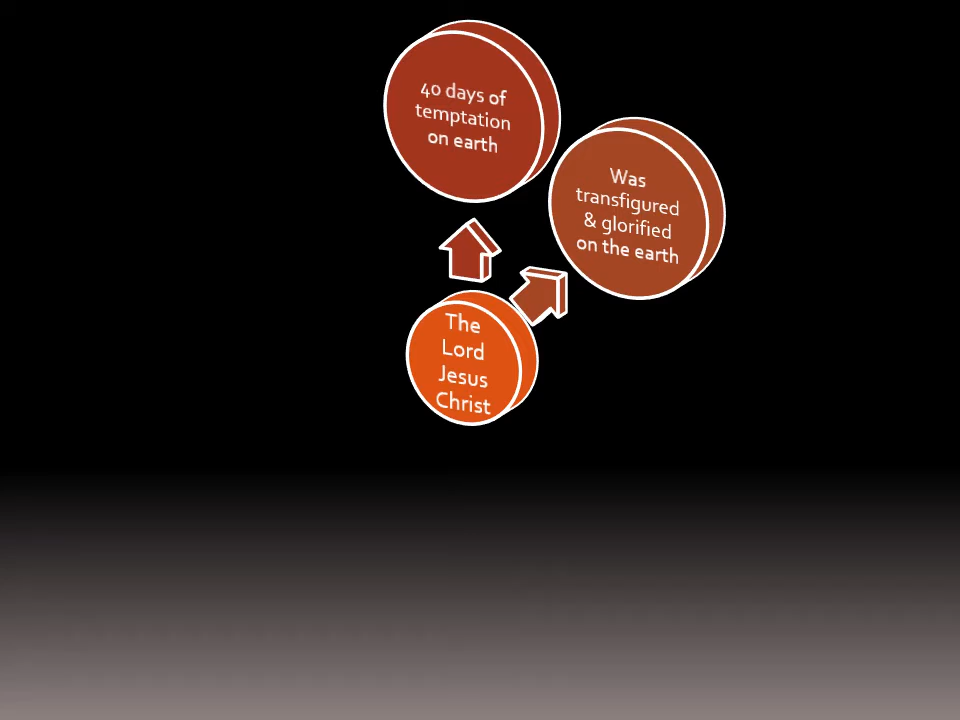 40 days of
temptation
on earth
Was
transfigured
& glorified
on the earth
The
Lord
Jesus
Christ